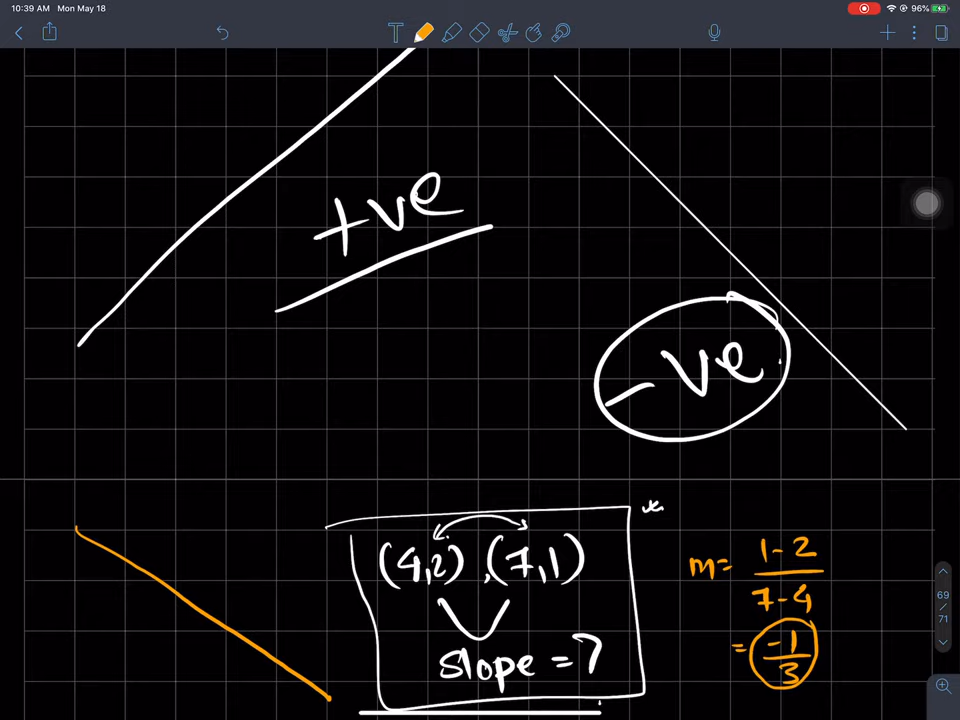 10:39 AM Mon May 18
96%
T
+ve
-ve
(4,2), (7,1)
slope = ?
m = 1-2
7-4
= -1
3
69
/
71